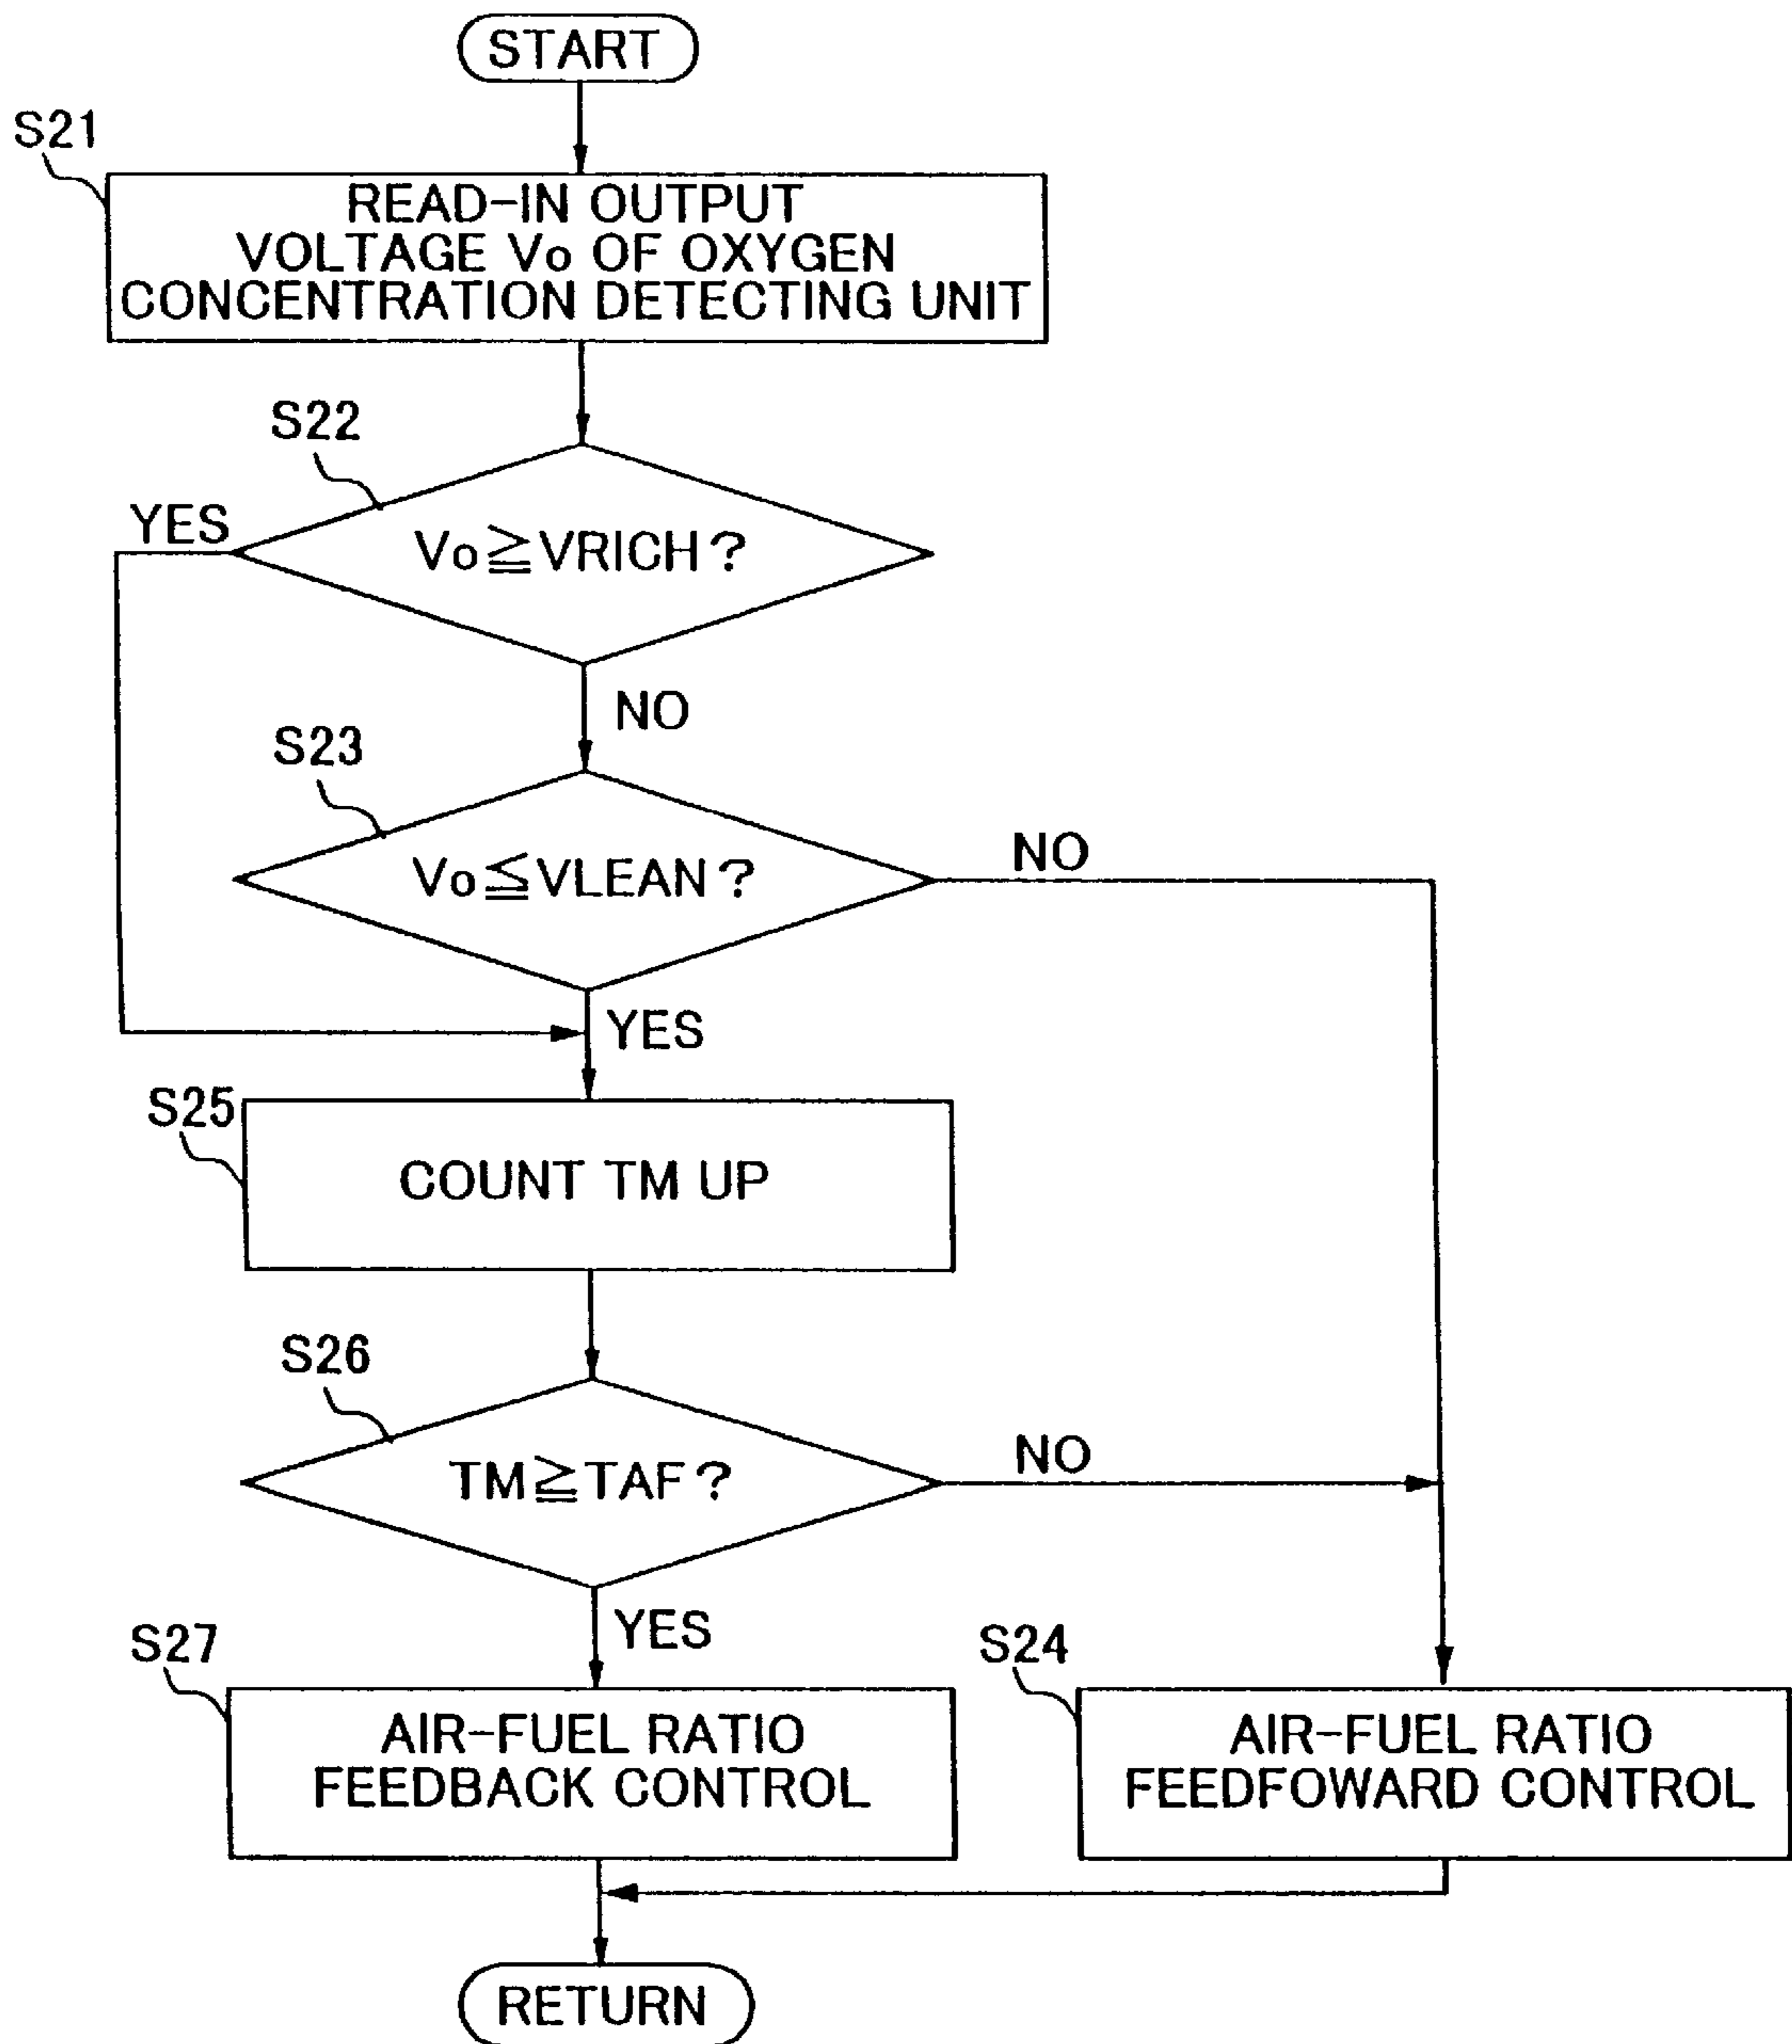 START
S21
READ-IN OUTPUT
VOLTAGE Vo OF OXYGEN
CONCENTRATION DETECTING UNIT
S22
YES
Vo≧VRICH?
NO
S23
Vo≦VLEAN?
NO
YES
S25
COUNT TM UP
S26
TM≧TAF?
NO
YES
S27
AIR-FUEL RATIO
FEEDBACK CONTROL
S24
AIR-FUEL RATIO
FEEDFOWARD CONTROL
RETURN